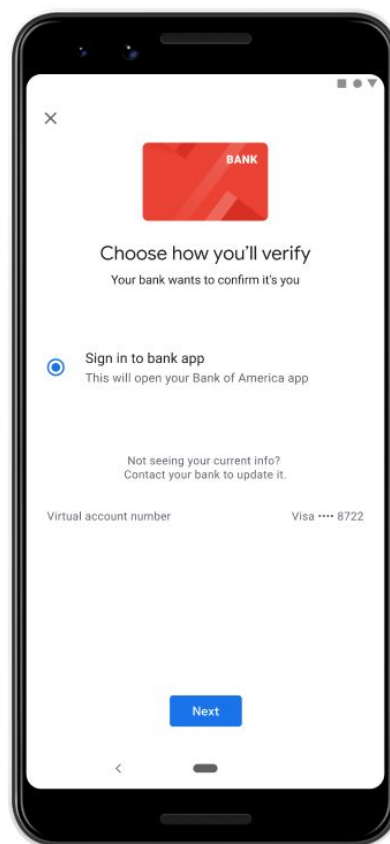 BANK
Choose how you'll verify
Your bank wants to confirm it's you
Sign in to bank app
This will open your Bank of America app
Not seeing your current info?
Contact your bank to update it.
Virtual account number Visa •••• 8722
Next